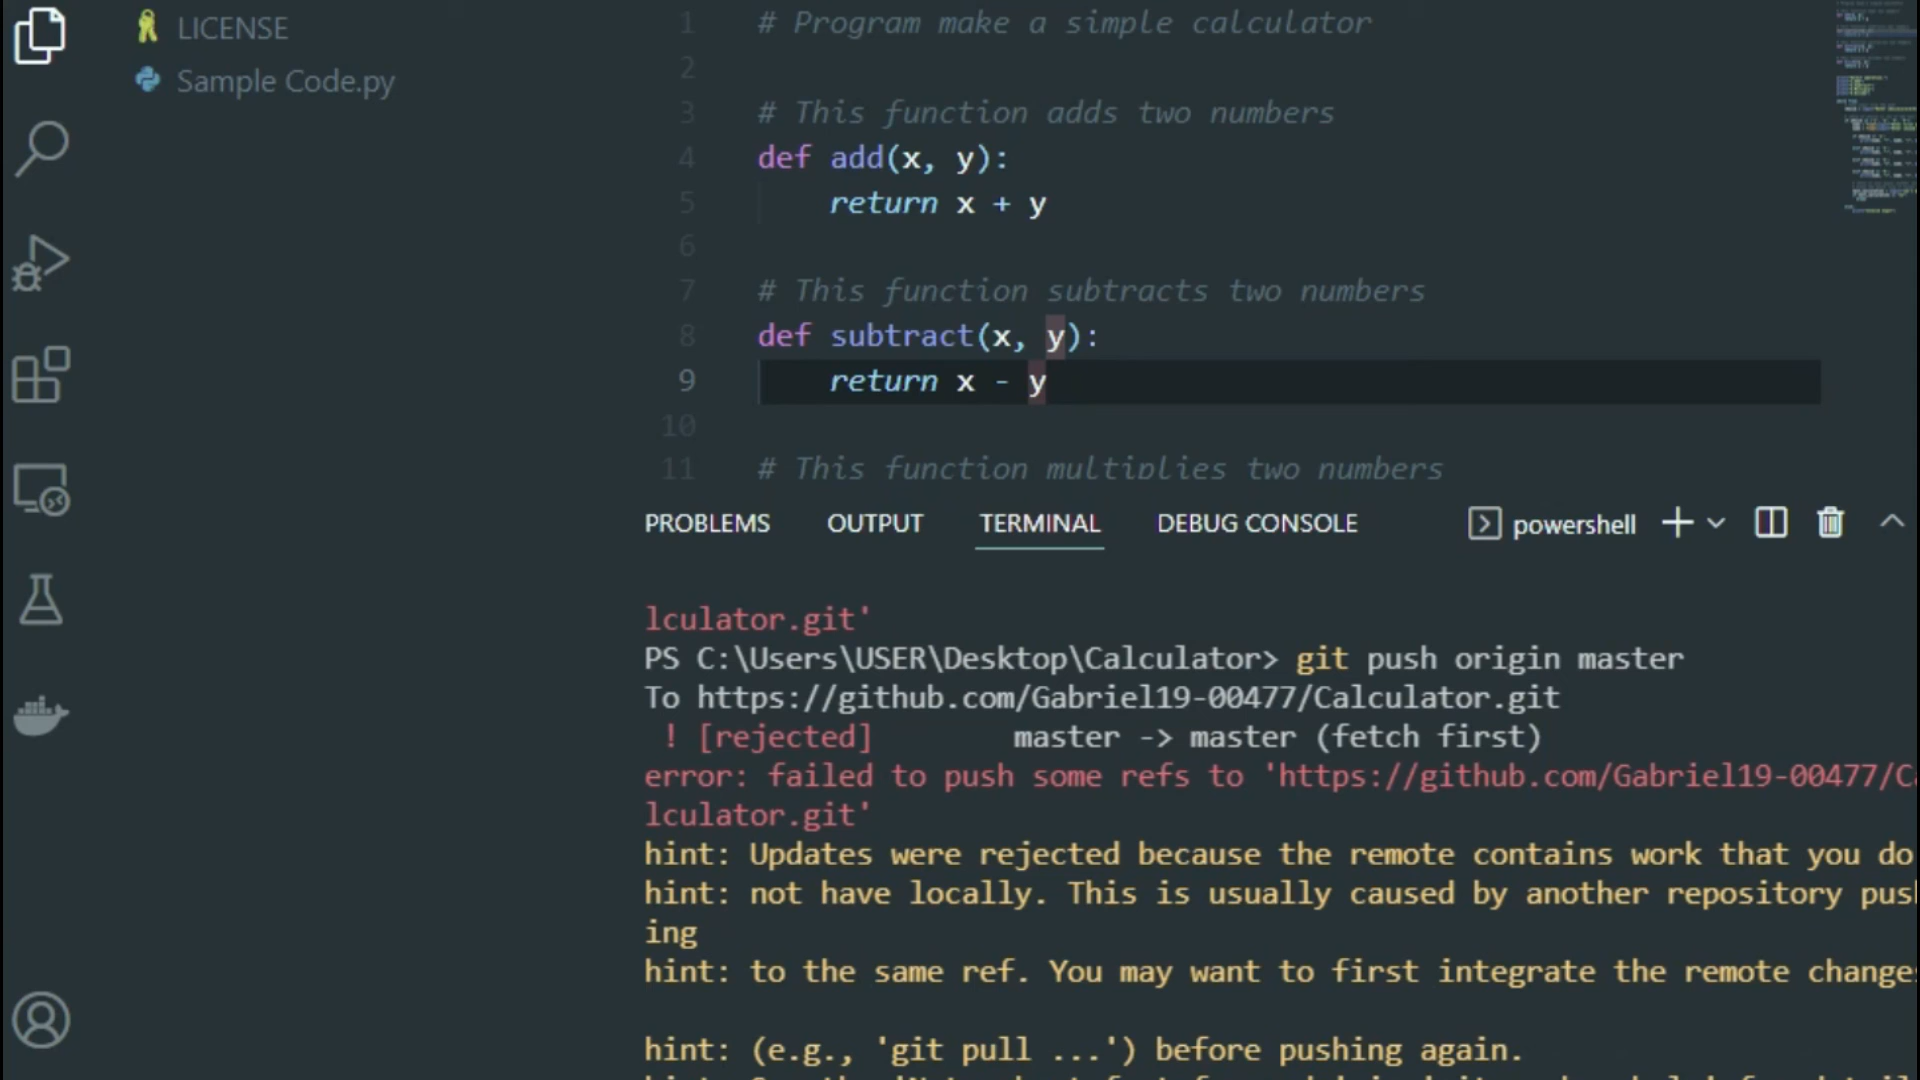 LICENSE
Sample Code.py
1 # Program make a simple calculator
2
3 # This function adds two numbers
4 def add(x, y):
5 return x + y
6
7 # This function subtracts two numbers
8 def subtract(x, y):
9 return x - y
10
11 # This function multiplies two numbers
PROBLEMS OUTPUT TERMINAL DEBUG CONSOLE powershell
lculator.git'
PS C:\Users\USER\Desktop\Calculator> git push origin master
To https://github.com/Gabriel19-00477/Calculator.git
! [rejected] master -> master (fetch first)
error: failed to push some refs to 'https://github.com/Gabriel19-00477/Ca
lculator.git'
hint: Updates were rejected because the remote contains work that you do
hint: not have locally. This is usually caused by another repository push
ing
hint: to the same ref. You may want to first integrate the remote changes
hint: (e.g., 'git pull ...') before pushing again.